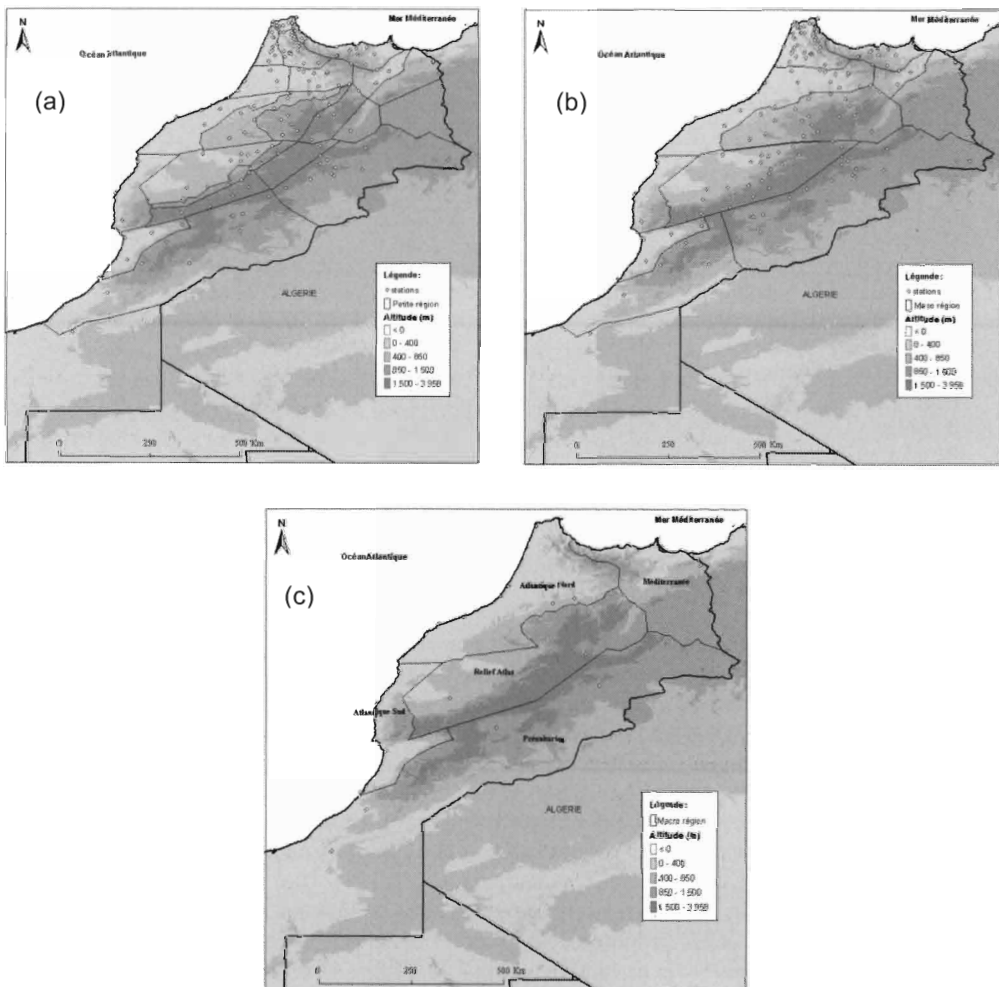 N
Mer Méditerranée
Océan Atlantique
(a)
Légende :
stations
Petite région
Altitude (m)
< 0
0 - 400
400 - 850
850 - 1 500
1 500 - 3 958
ALGERIE
0 250 500 Km
N
Mer Méditerranée
Océan Atlantique
(b)
Légende :
stations
Meso région
Altitude (m)
< 0
0 - 400
400 - 850
850 - 1 500
1 500 - 3 958
ALGERIE
0 250 500 Km
N
Mer Méditerranée
Océan Atlantique
(c)
Atlantique Nord
Méditerranée
Relief Atlas
Atlantique Sud
ALGERIE
Légende :
Macro région
Altitude (m)
< 0
0 - 400
400 - 850
850 - 1 500
1 500 - 3 958
0 250 500 Km